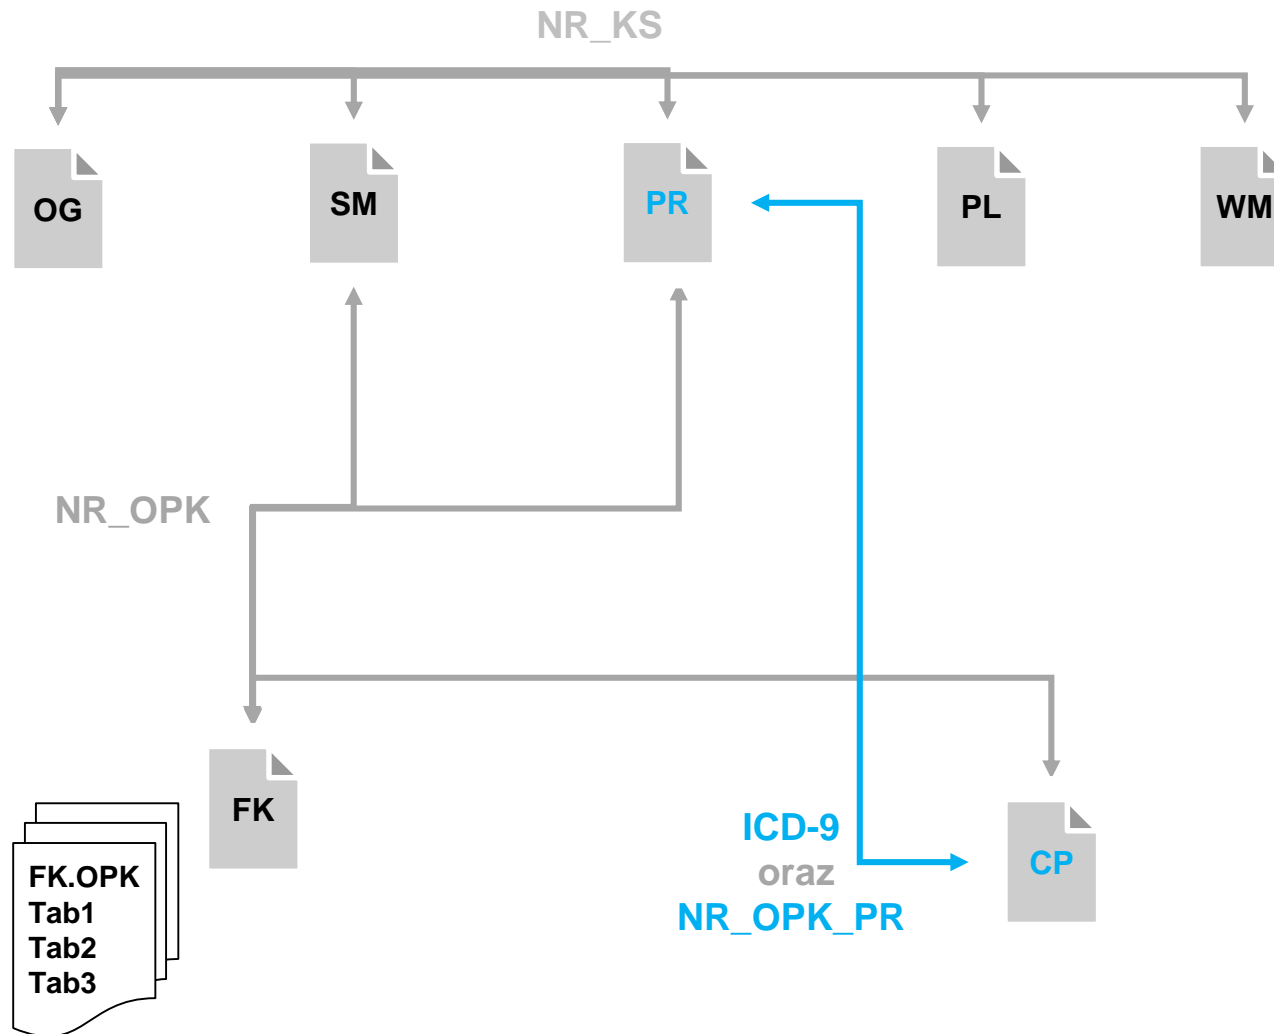 NR_KS
OG
SM
PR
PL
WM
NR_OPK
FK
FK.OPK
Tab1
Tab2
Tab3
ICD-9
oraz
NR_OPK_PR
CP